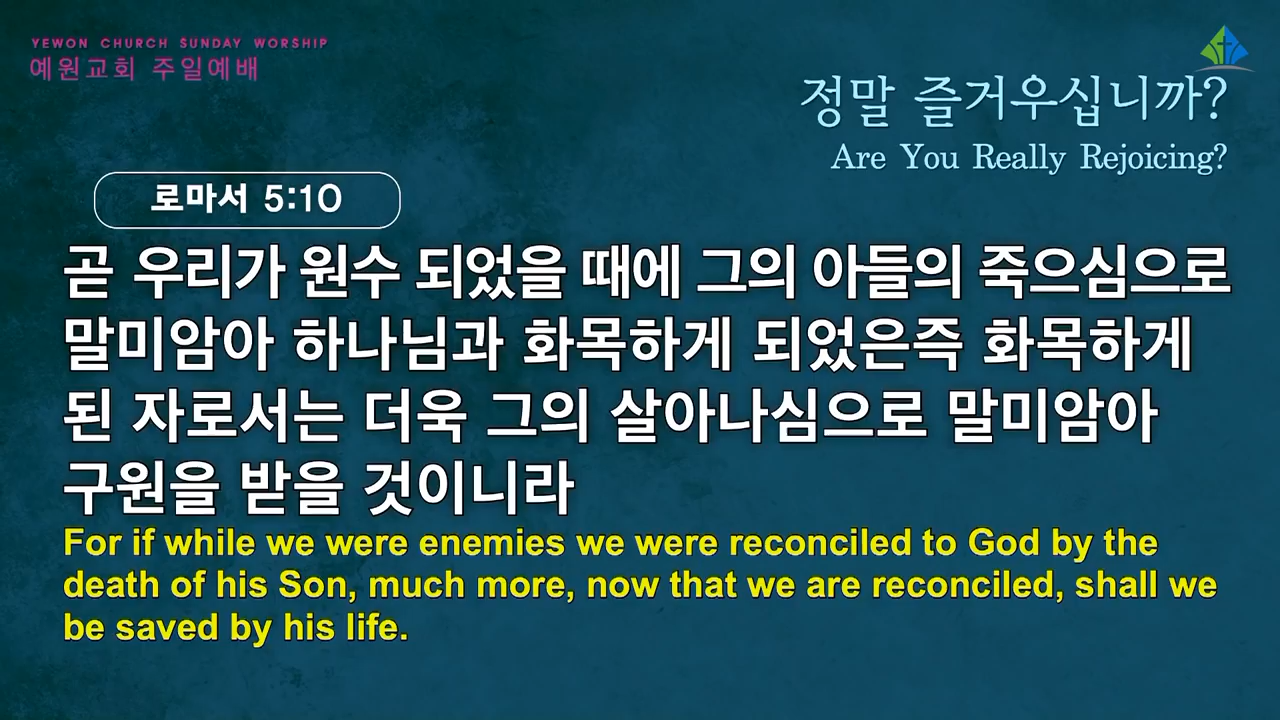 YEWON CHURCH SUNDAY WORSHIP
예원교회 주일예배
정말 즐거우십니까?
Are You Really Rejoicing?
로마서 5:10
곧 우리가 원수 되었을 때에 그의 아들의 죽으심으로
말미암아 하나님과 화목하게 되었은즉 화목하게
된 자로서는 더욱 그의 살아나심으로 말미암아
구원을 받을 것이니라
For if while we were enemies we were reconciled to God by the
death of his Son, much more, now that we are reconciled, shall we
be saved by his life.